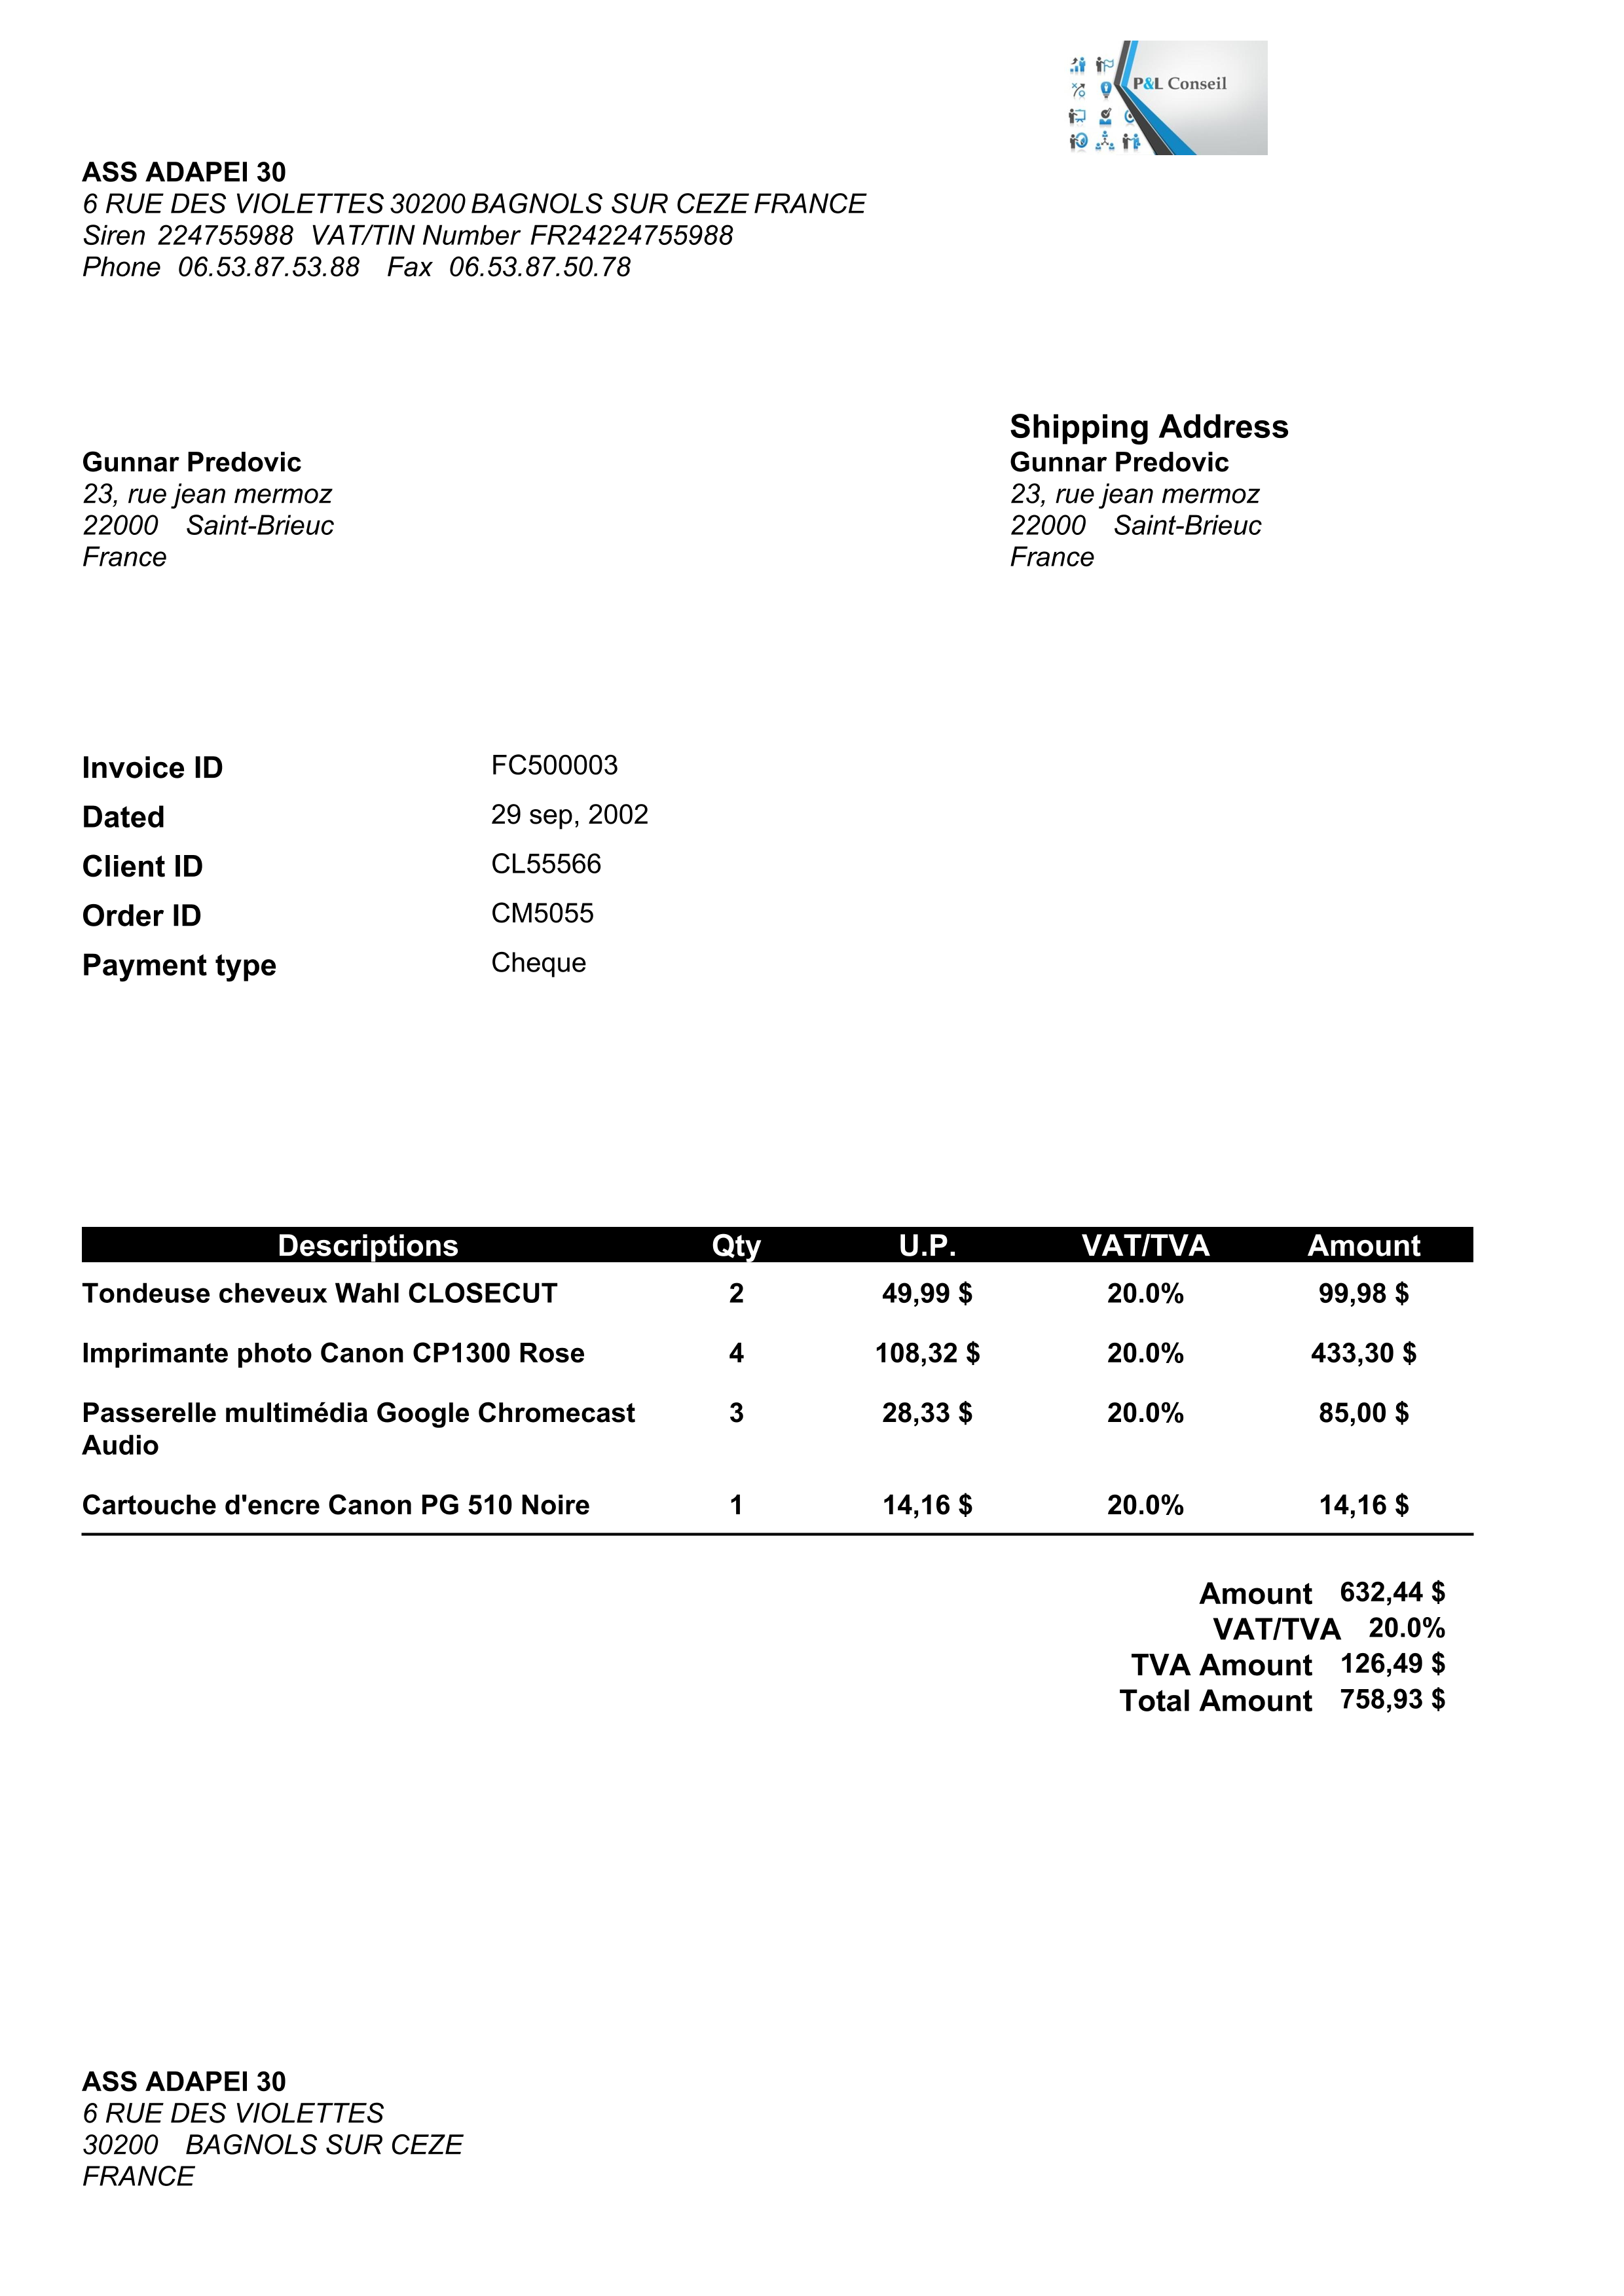 P&L Conseil
ASS ADAPEI 30
6 RUE DES VIOLETTES 30200 BAGNOLS SUR CEZE FRANCE
Siren 224755988 VAT/TIN Number FR24224755988
Phone 06.53.87.53.88 Fax 06.53.87.50.78
Gunnar Predovic
23, rue jean mermoz
22000 Saint-Brieuc
France
Shipping Address
Gunnar Predovic
23, rue jean mermoz
22000 Saint-Brieuc
France
Invoice ID FC500003
Dated 29 sep, 2002
Client ID CL55566
Order ID CM5055
Payment type Cheque
Descriptions Qty U.P. VAT/TVA Amount
Tondeuse cheveux Wahl CLOSECUT 2 49,99 $ 20.0% 99,98 $
Imprimante photo Canon CP1300 Rose 4 108,32 $ 20.0% 433,30 $
Passerelle multimédia Google Chromecast 3 28,33 $ 20.0% 85,00 $
Audio
Cartouche d'encre Canon PG 510 Noire 1 14,16 $ 20.0% 14,16 $
Amount 632,44 $
VAT/TVA 20.0%
TVA Amount 126,49 $
Total Amount 758,93 $
ASS ADAPEI 30
6 RUE DES VIOLETTES
30200 BAGNOLS SUR CEZE
FRANCE